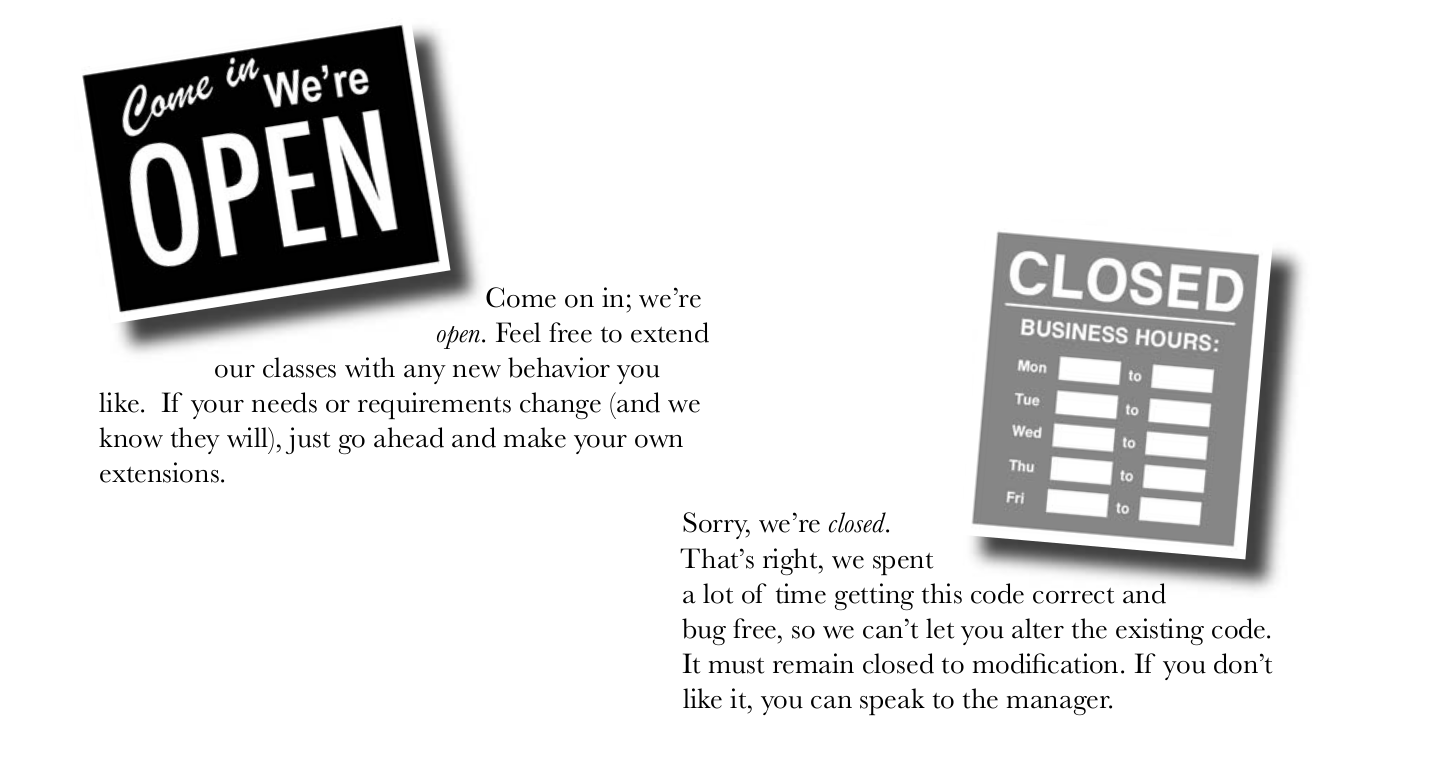 Come in We're
OPEN
Come on in; we're
open. Feel free to extend
our classes with any new behavior you
like. If your needs or requirements change (and we
know they will), just go ahead and make your own
extensions.
CLOSED
BUSINESS HOURS:
Mon to
Tue to
Wed to
Thu to
Fri to
Sorry, we're closed.
That's right, we spent
a lot of time getting this code correct and
bug free, so we can't let you alter the existing code.
It must remain closed to modification. If you don't
like it, you can speak to the manager.